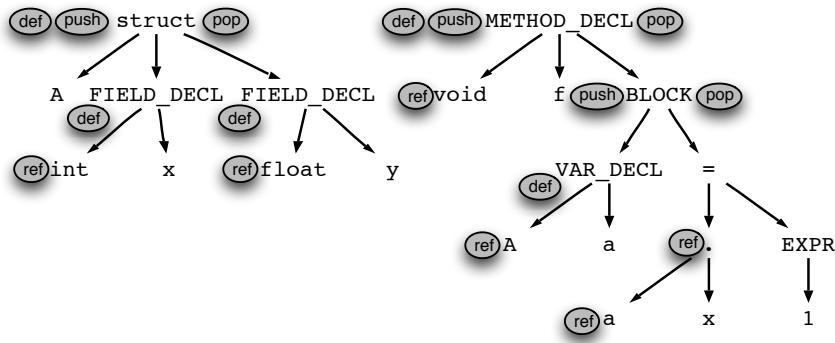 def push struct pop def push METHOD_DECL pop
A FIELD_DECL FIELD_DECL ref void f push BLOCK pop
def def
ref int x ref float y VAR_DECL =
def
ref A a ref . EXPR
ref a x 1